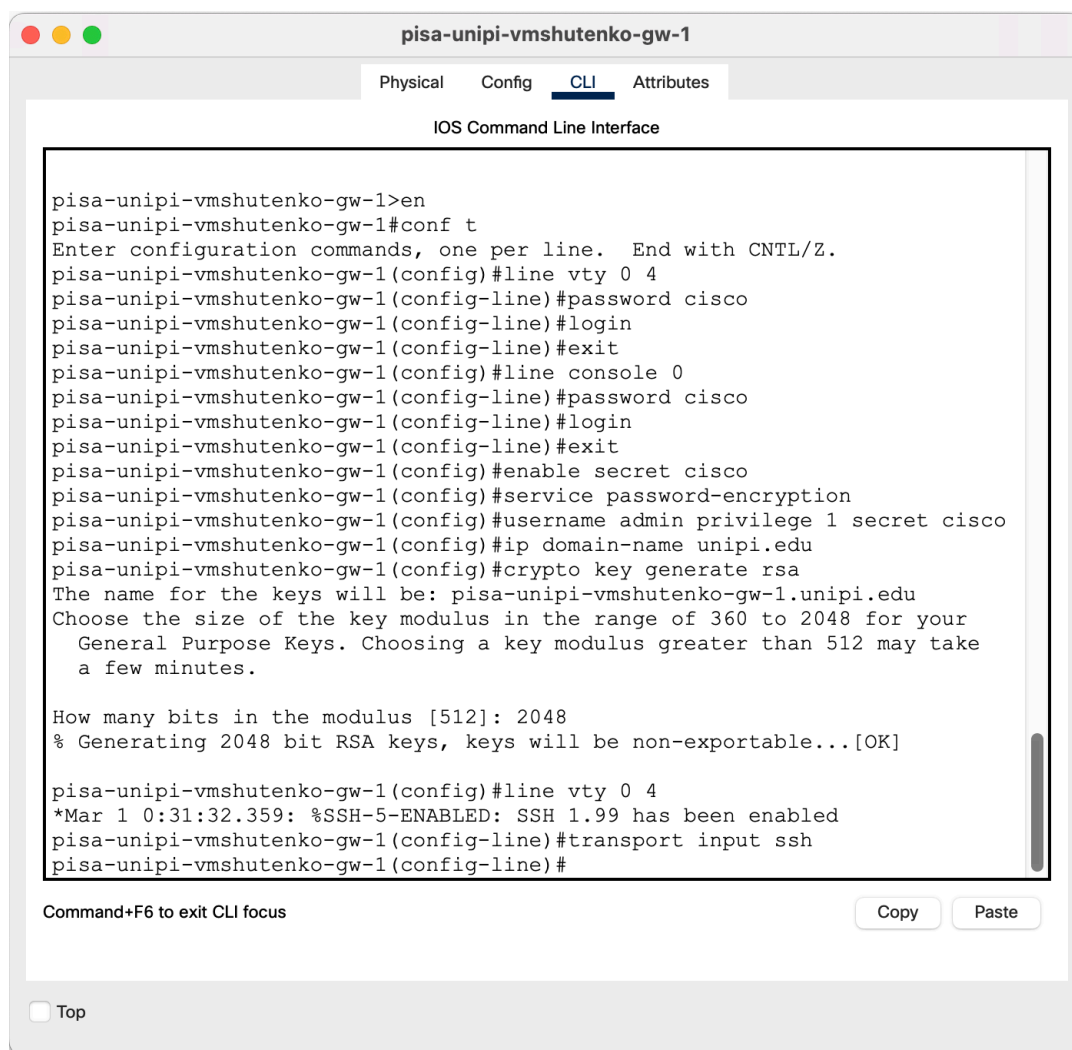 pisa-unipi-vmshutenko-gw-1
Physical Config CLI Attributes
IOS Command Line Interface
pisa-unipi-vmshutenko-gw-1>en
pisa-unipi-vmshutenko-gw-1#conf t
Enter configuration commands, one per line.  End with CNTL/Z.
pisa-unipi-vmshutenko-gw-1(config)#line vty 0 4
pisa-unipi-vmshutenko-gw-1(config-line)#password cisco
pisa-unipi-vmshutenko-gw-1(config-line)#login
pisa-unipi-vmshutenko-gw-1(config-line)#exit
pisa-unipi-vmshutenko-gw-1(config)#line console 0
pisa-unipi-vmshutenko-gw-1(config-line)#password cisco
pisa-unipi-vmshutenko-gw-1(config-line)#login
pisa-unipi-vmshutenko-gw-1(config-line)#exit
pisa-unipi-vmshutenko-gw-1(config)#enable secret cisco
pisa-unipi-vmshutenko-gw-1(config)#service password-encryption
pisa-unipi-vmshutenko-gw-1(config)#username admin privilege 1 secret cisco
pisa-unipi-vmshutenko-gw-1(config)#ip domain-name unipi.edu
pisa-unipi-vmshutenko-gw-1(config)#crypto key generate rsa
The name for the keys will be: pisa-unipi-vmshutenko-gw-1.unipi.edu
Choose the size of the key modulus in the range of 360 to 2048 for your
  General Purpose Keys. Choosing a key modulus greater than 512 may take
  a few minutes.
How many bits in the modulus [512]: 2048
% Generating 2048 bit RSA keys, keys will be non-exportable...[OK]
pisa-unipi-vmshutenko-gw-1(config)#line vty 0 4
*Mar 1 0:31:32.359: %SSH-5-ENABLED: SSH 1.99 has been enabled
pisa-unipi-vmshutenko-gw-1(config-line)#transport input ssh
pisa-unipi-vmshutenko-gw-1(config-line)#
Command+F6 to exit CLI focus
Copy Paste
Top